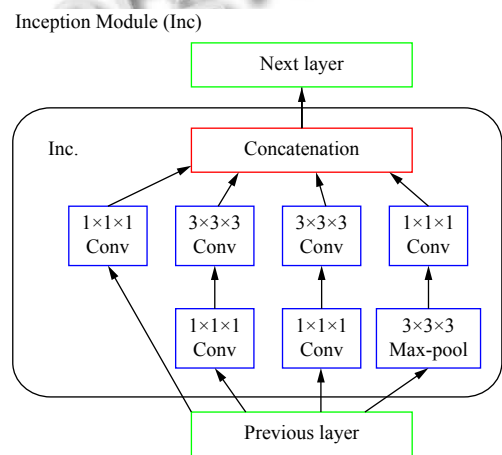 Inception Module (Inc)
Next layer
Inc.
Concatenation
1×1×1
Conv
3×3×3
Conv
3×3×3
Conv
1×1×1
Conv
1×1×1
Conv
1×1×1
Conv
3×3×3
Max-pool
Previous layer